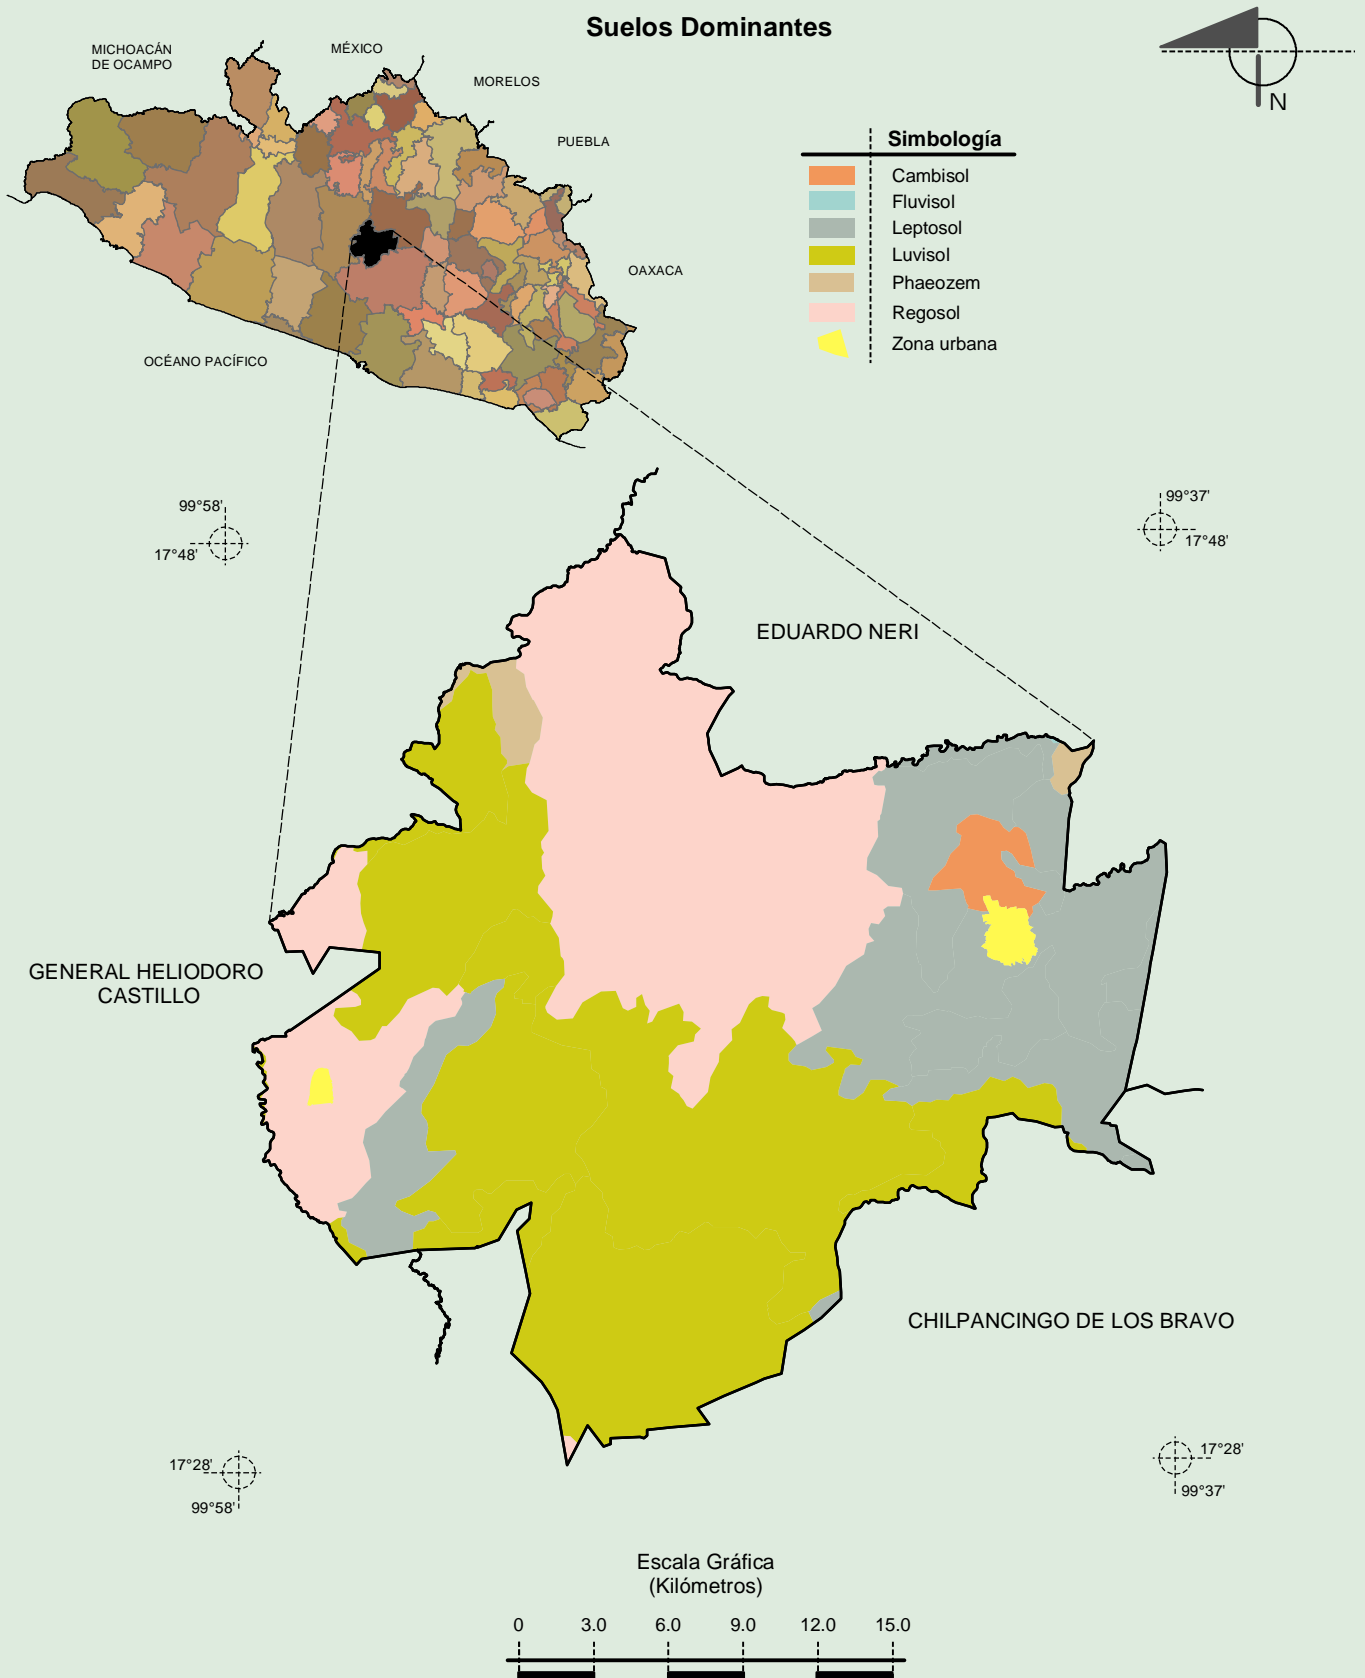 Suelos Dominantes
MICHOACÁN
DE OCAMPO
MÉXICO
MORELOS
PUEBLA
OAXACA
OCÉANO PACÍFICO
N
Simbología
Cambisol
Fluvisol
Leptosol
Luvisol
Phaeozem
Regosol
Zona urbana
99°58'
17°48'
99°37'
17°48'
EDUARDO NERI
GENERAL HELIODORO
CASTILLO
CHILPANCINGO DE LOS BRAVO
17°28'
99°58'
17°28'
99°37'
Escala Gráfica
(Kilómetros)
0 3.0 6.0 9.0 12.0 15.0